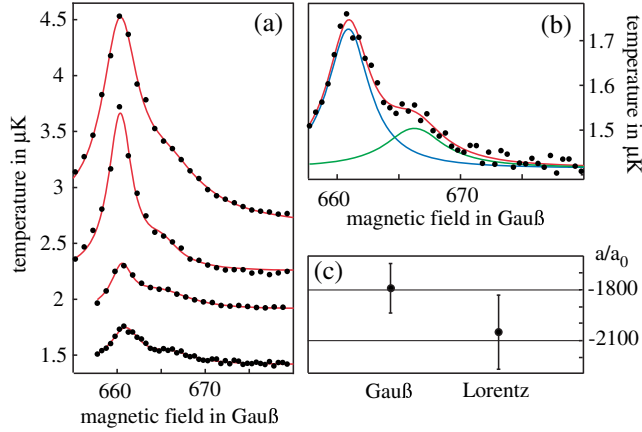 (a)
temperature in µK
4.5
4
3.5
3
2.5
2
1.5
660
670
magnetic field in Gauß
(b)
temperature in µK
1.7
1.6
1.5
660
670
magnetic field in Gauß
(c)
a/a0
-1800
-2100
Gauß
Lorentz